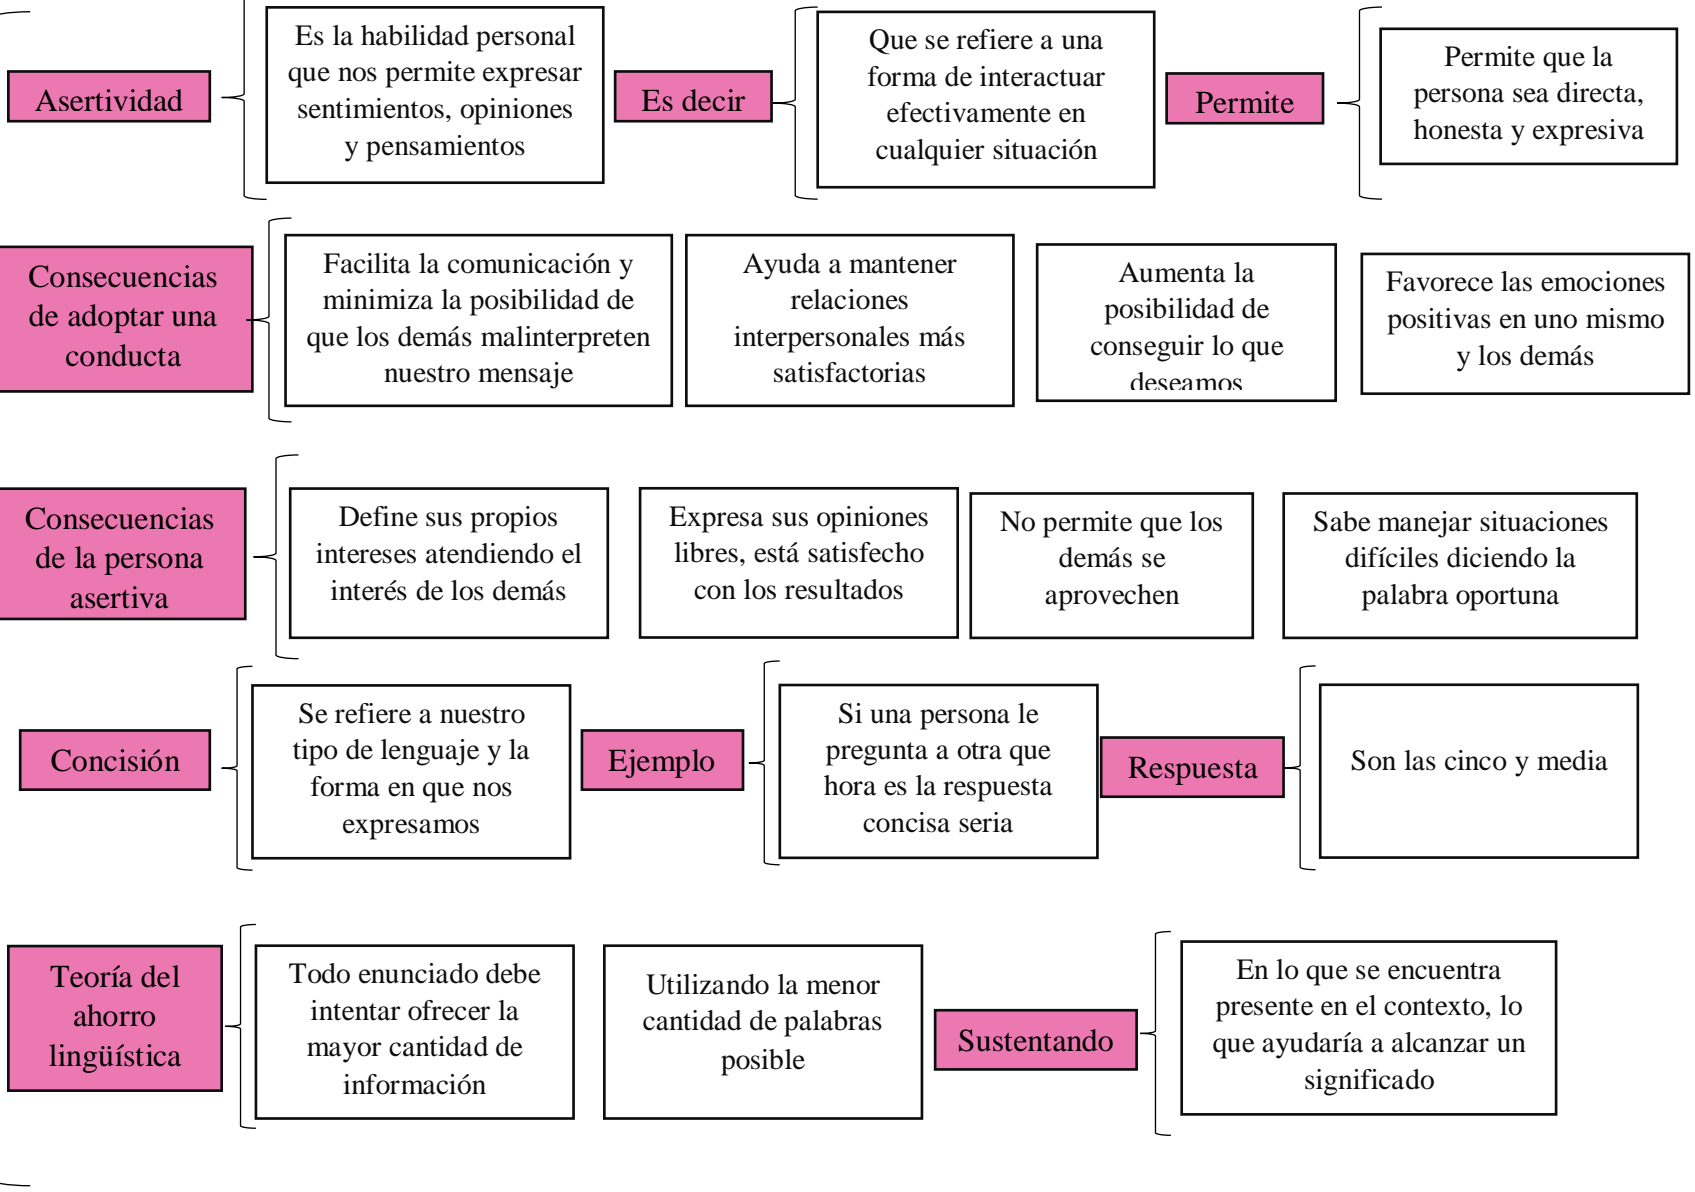 Asertividad
Es la habilidad personal
que nos permite expresar
sentimientos, opiniones
y pensamientos
Es decir
Que se refiere a una
forma de interactuar
efectivamente en
cualquier situación
Permite
Permite que la
persona sea directa,
honesta y expresiva
Consecuencias
de adoptar una
conducta
Facilita la comunicación y
minimiza la posibilidad de
que los demás malinterpreten
nuestro mensaje
Ayuda a mantener
relaciones
interpersonales más
satisfactorias
Aumenta la
posibilidad de
conseguir lo que
deseamos
Favorece las emociones
positivas en uno mismo
y los demás
Consecuencias
de la persona
asertiva
Define sus propios
intereses atendiendo el
interés de los demás
Expresa sus opiniones
libres, está satisfecho
con los resultados
No permite que los
demás se
aprovechen
Sabe manejar situaciones
difíciles diciendo la
palabra oportuna
Concisión
Se refiere a nuestro
tipo de lenguaje y la
forma en que nos
expresamos
Ejemplo
Si una persona le
pregunta a otra que
hora es la respuesta
concisa seria
Respuesta
Son las cinco y media
Teoría del
ahorro
lingüística
Todo enunciado debe
intentar ofrecer la
mayor cantidad de
información
Utilizando la menor
cantidad de palabras
posible
Sustentando
En lo que se encuentra
presente en el contexto, lo
que ayudaría a alcanzar un
significado